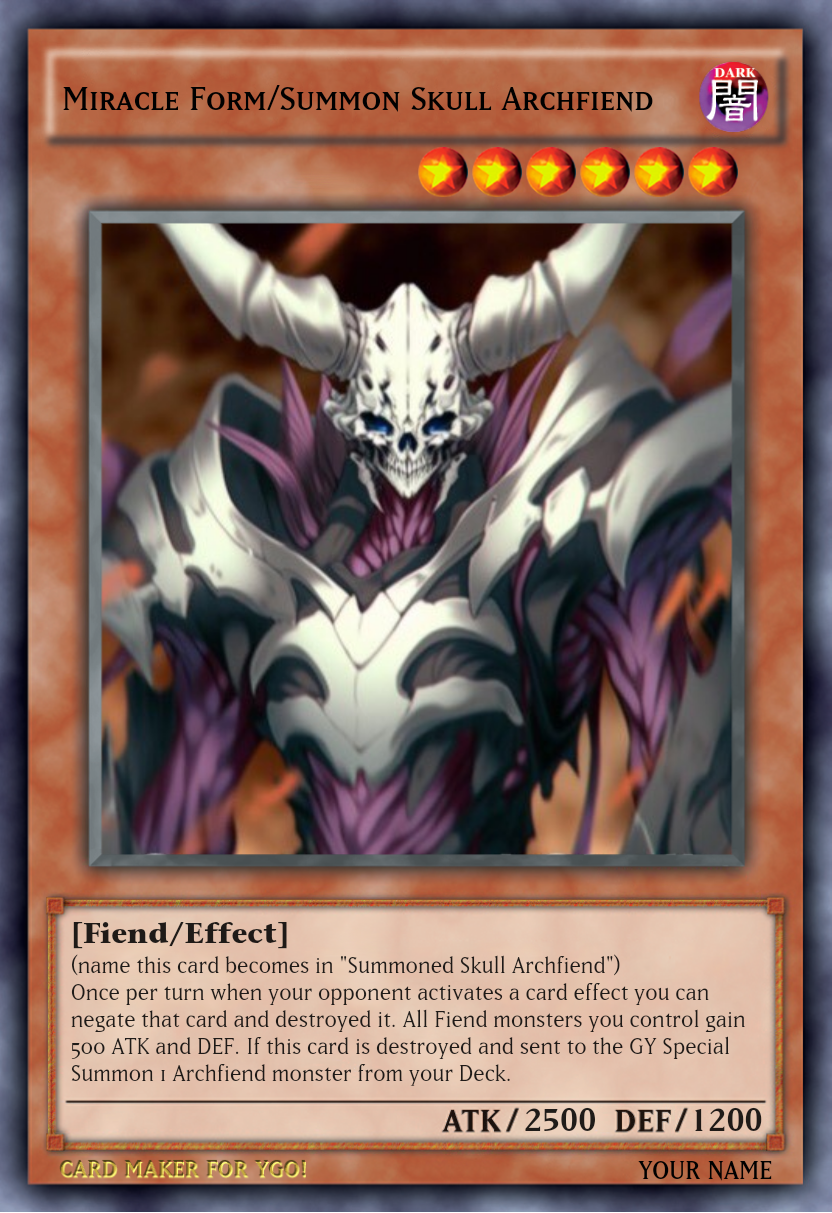 Miracle Form/Summon Skull Archfiend
DARK
闇
[Fiend/Effect]
(name this card becomes in "Summoned Skull Archfiend")
Once per turn when your opponent activates a card effect you can
negate that card and destroyed it. All Fiend monsters you control gain
500 ATK and DEF. If this card is destroyed and sent to the GY Special
Summon 1 Archfiend monster from your Deck.
ATK/2500 DEF/1200
CARD MAKER FOR YGO!
YOUR NAME